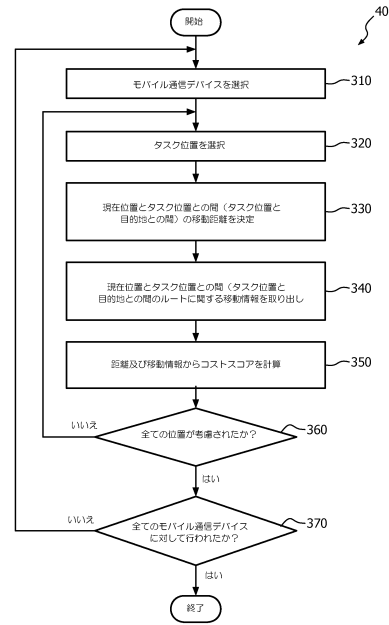 40
開始
モバイル通信デバイスを選択
310
タスク位置を選択
320
現在位置とタスク位置との間（タスク位置と
目的地との間）の移動距離を決定
330
現在位置とタスク位置との間（タスク位置と
目的地との間のルートに関する移動情報を取り出し
340
距離及び移動情報からコストスコアを計算
350
全ての位置が考慮されたか？
360
いいえ
はい
全てのモバイル通信デバイス
に対して行われたか？
370
いいえ
はい
終了